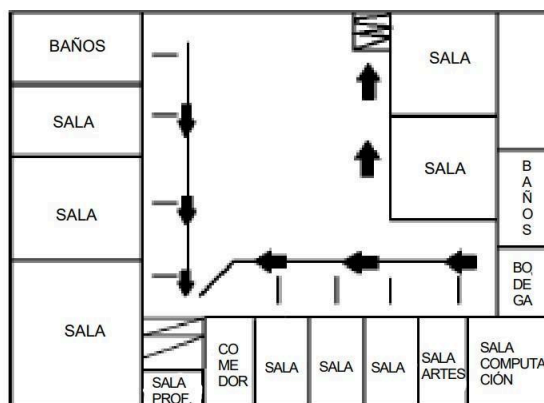 BAÑOS
SALA
SALA
SALA
SALA
PROF.
CO
ME
DOR
SALA
SALA
SALA
SALA
ARTES
SALA
COMPUTA
CIÓN
SALA
SALA
B
A
Ñ
O
S
BO
DE
GA